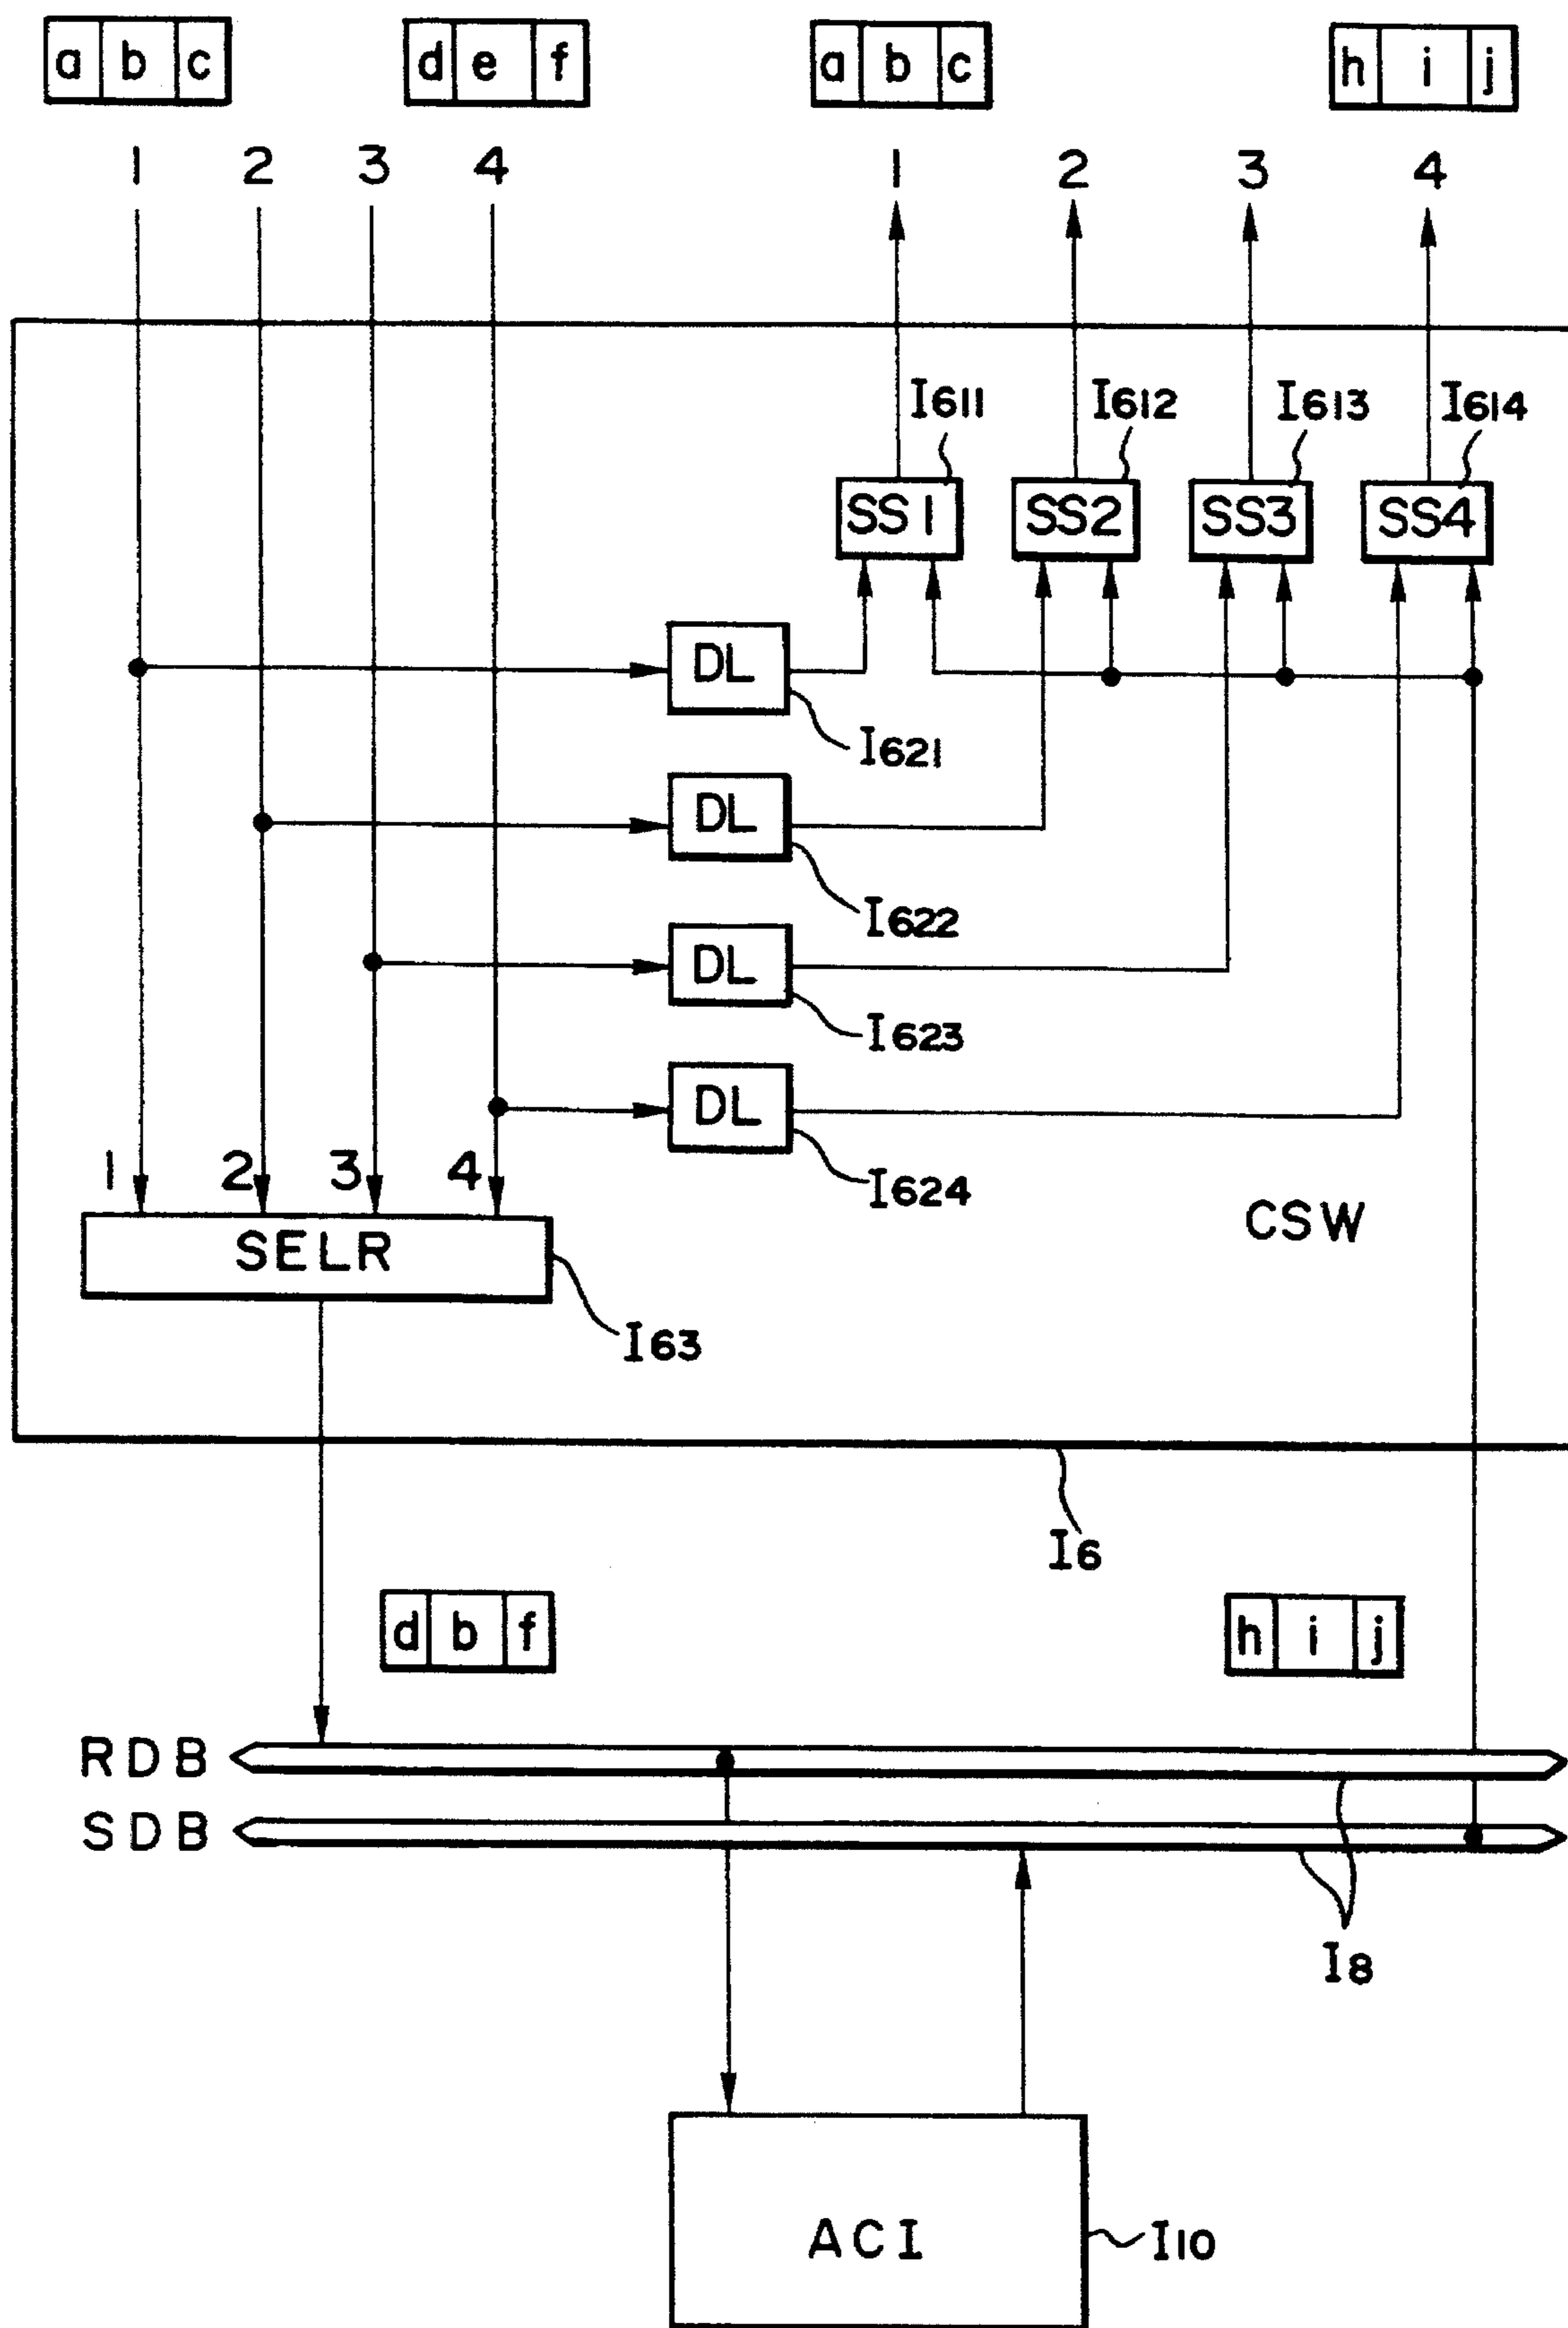 a b c
d e f
a b c
h i j
1 2 3 4
1 2 3 4
I611 I612 I613 I614
SS1 SS2 SS3 SS4
DL
I621
DL
I622
DL
I623
DL
I624
1 2 3 4
SELR
I63
CSW
I6
d b f
h i j
RDB
SDB
I8
ACI
I10